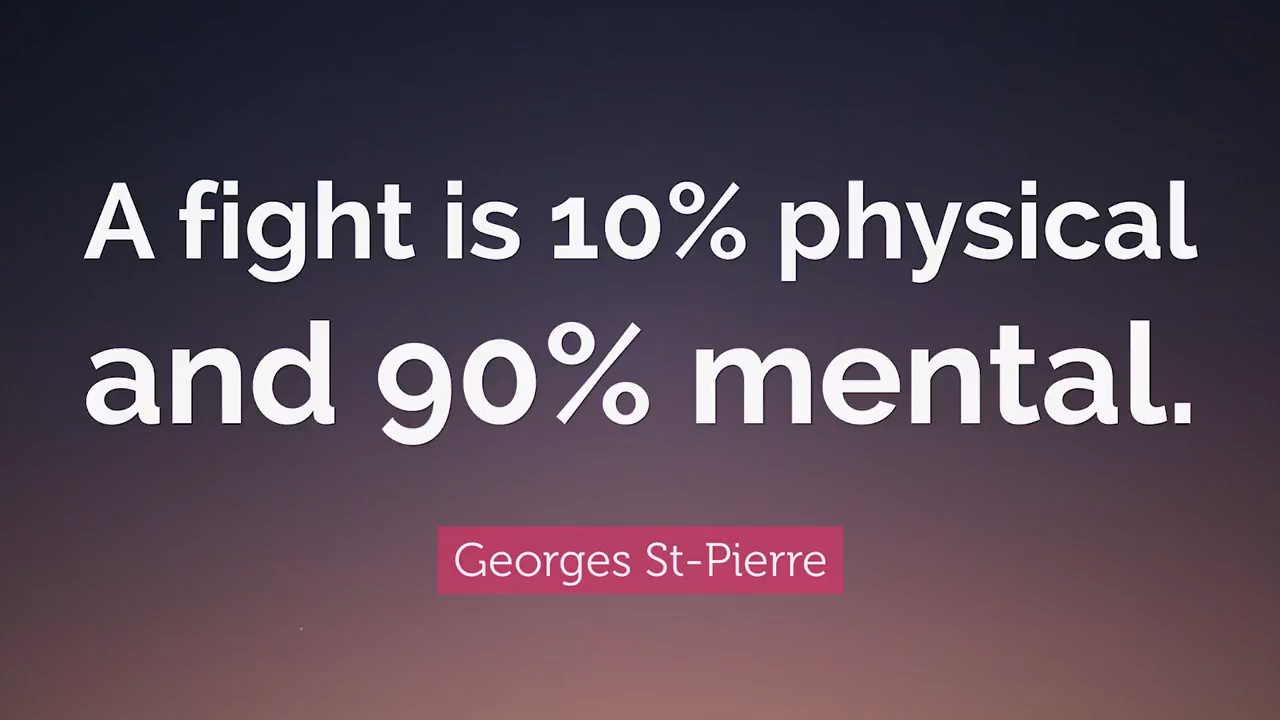 A fight is 10% physical
and 90% mental.
Georges St-Pierre